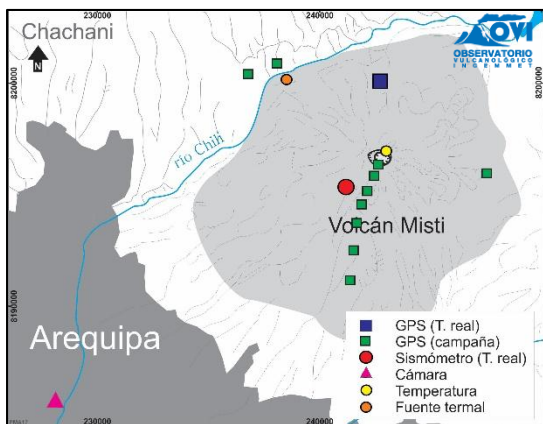 230000
240000
Chachani
N
OVI
OBSERVATORIO
VULCANOLÓGICO
INGEMMET
8200000
8200000
río Chili
Volcán Misti
8190000
Arequipa
GPS (T. real)
GPS (campaña)
Sismómetro (T. real)
Cámara
Temperatura
Fuente termal
230000
240000